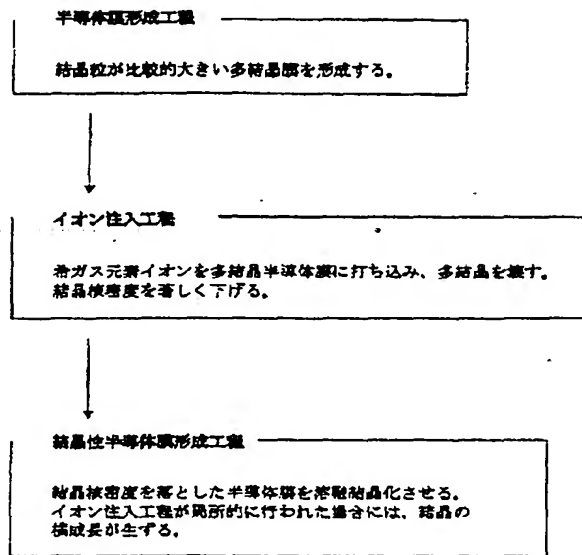 半導体膜形成工程
結晶粒が比較的大きい多結晶膜を形成する。
イオン注入工程
希ガス元素イオンを多結晶半導体膜に打ち込み、多結晶を壊す。
結晶核密度を著しく下げる。
結晶性半導体膜形成工程
結晶核密度を落とした半導体膜を溶融結晶化させる。
イオン注入工程が局所的に行われた場合には、結晶の
横成長が生ずる。